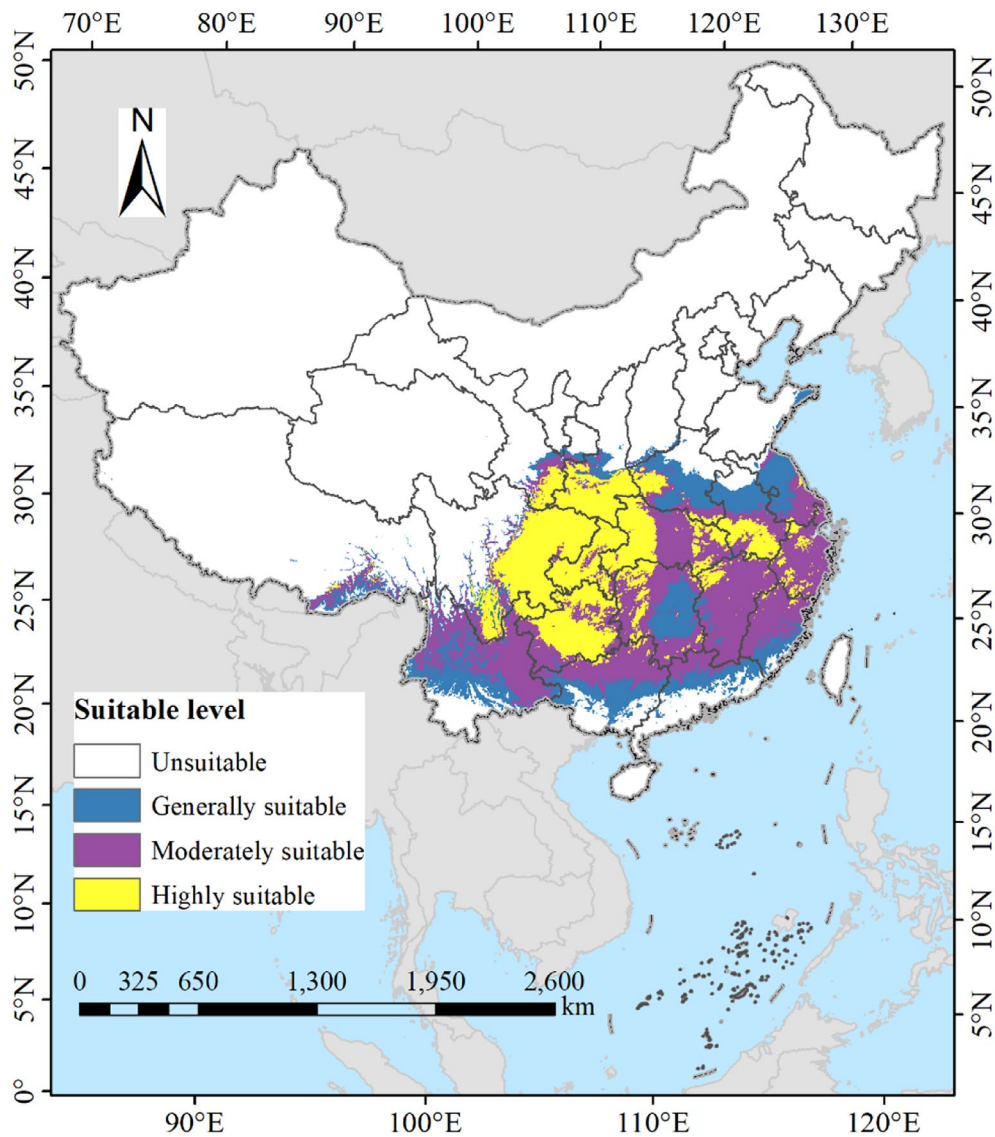 70°E 80°E 90°E 100°E 110°E 120°E 130°E
50°N 50°N
N
45°N 45°N
40°N 40°N
35°N 35°N
30°N 30°N
25°N 25°N
20°N 20°N
Suitable level
Unsuitable
Generally suitable
Moderately suitable
Highly suitable
15°N 15°N
10°N 10°N
0 325 650 1,300 1,950 2,600
km
5°N 5°N
0°
90°E 100°E 110°E 120°E